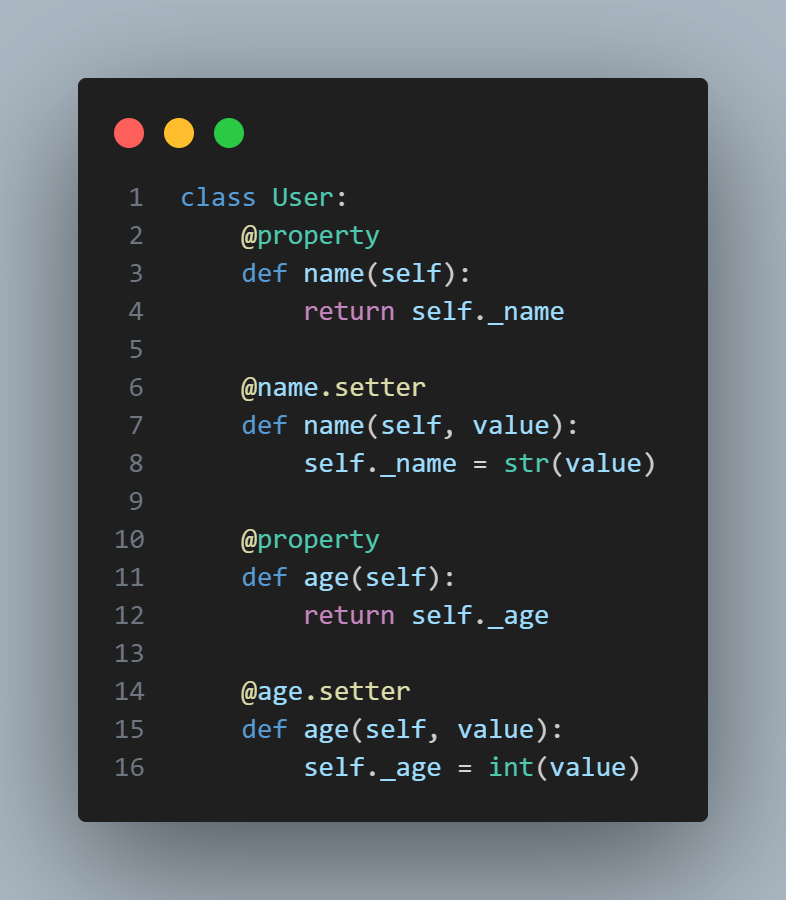 1 class User:
2     @property
3     def name(self):
4         return self._name
5
6     @name.setter
7     def name(self, value):
8         self._name = str(value)
9
10     @property
11     def age(self):
12         return self._age
13
14     @age.setter
15     def age(self, value):
16         self._age = int(value)